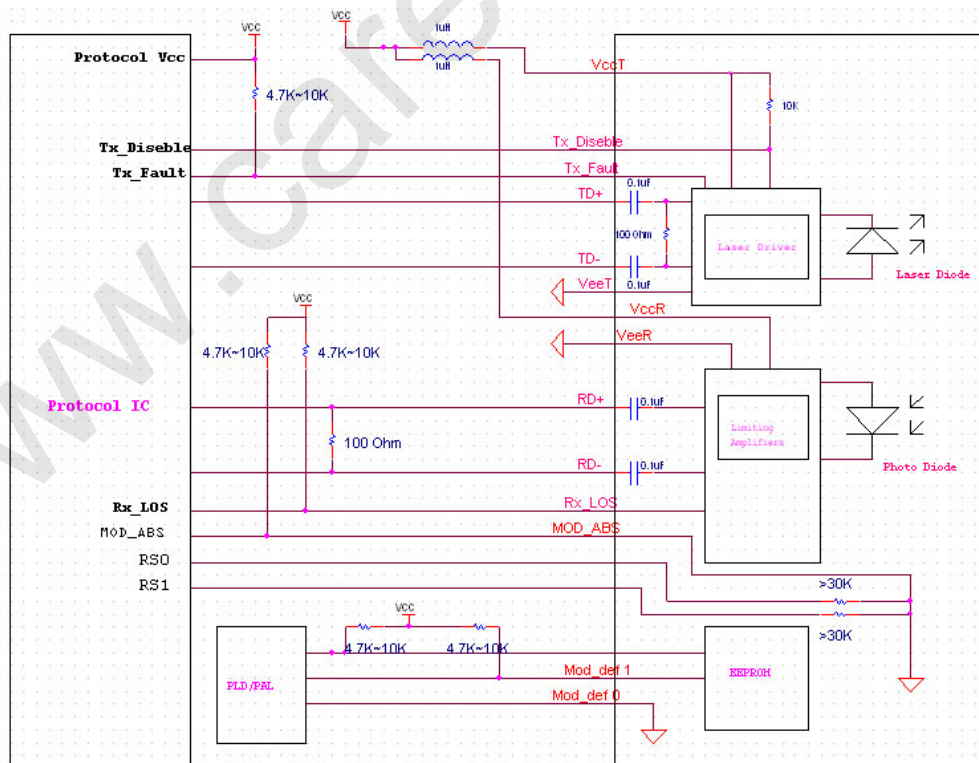 www.care
VCC
VCC
1uH
1uH
Protocol Vcc
VccT
4.7K~10K
10K
Tx_Diseble
Tx_Diseble
Tx_Fault
Tx_Fault
TD+
0.1uF
100 Ohm
Laser Driver
TD-
Laser Diode
VeeT
0.1uF
VCC
VccR
VeeR
4.7K~10K
4.7K~10K
Protocol IC
RD+
0.1uF
Limiting
Amplifiers
100 Ohm
RD-
0.1uF
Photo Diode
Rx_LOS
Rx_LOS
MOD_ABS
MOD_ABS
RS0
RS1
>30K
>30K
VCC
4.7K~10K
4.7K~10K
PLD/PAL
Mod_def 1
EEPROM
Mod_def 0